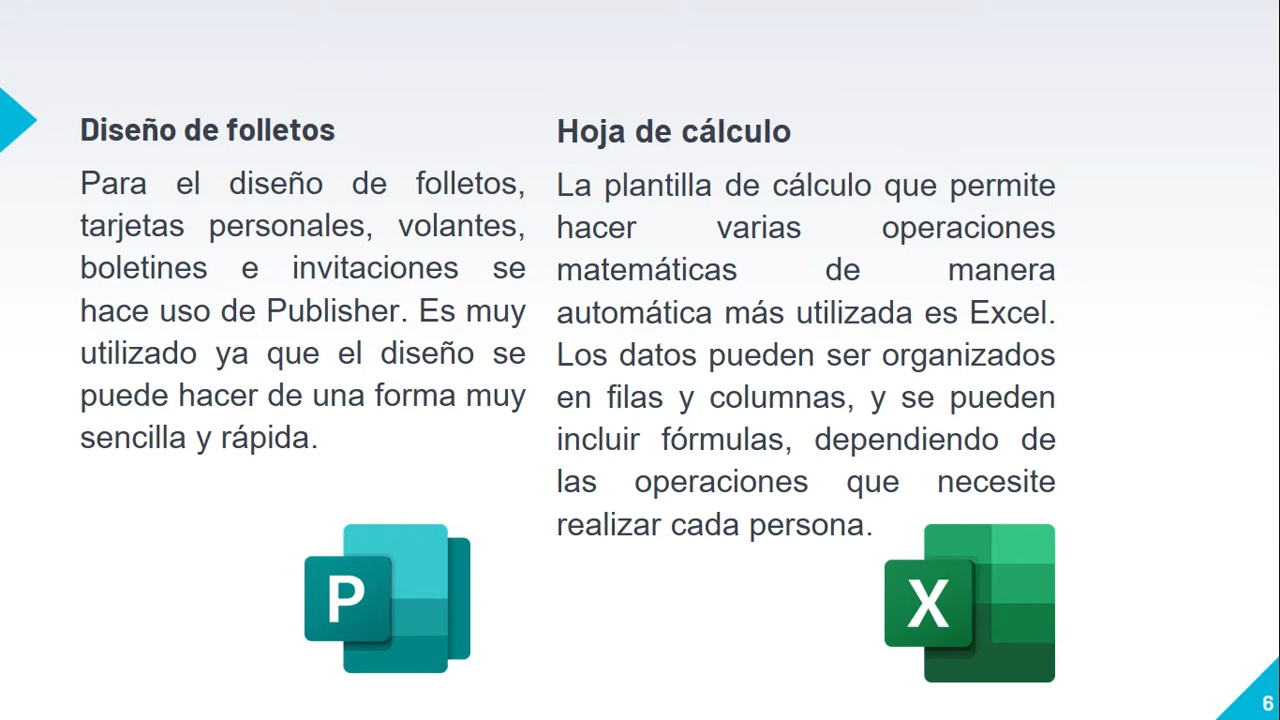 Diseño de folletos
Para el diseño de folletos,
tarjetas personales, volantes,
boletines e invitaciones se
hace uso de Publisher. Es muy
utilizado ya que el diseño se
puede hacer de una forma muy
sencilla y rápida.
P
Hoja de cálculo
La plantilla de cálculo que permite
hacer varias operaciones
matemáticas de manera
automática más utilizada es Excel.
Los datos pueden ser organizados
en filas y columnas, y se pueden
incluir fórmulas, dependiendo de
las operaciones que necesite
realizar cada persona.
X
6